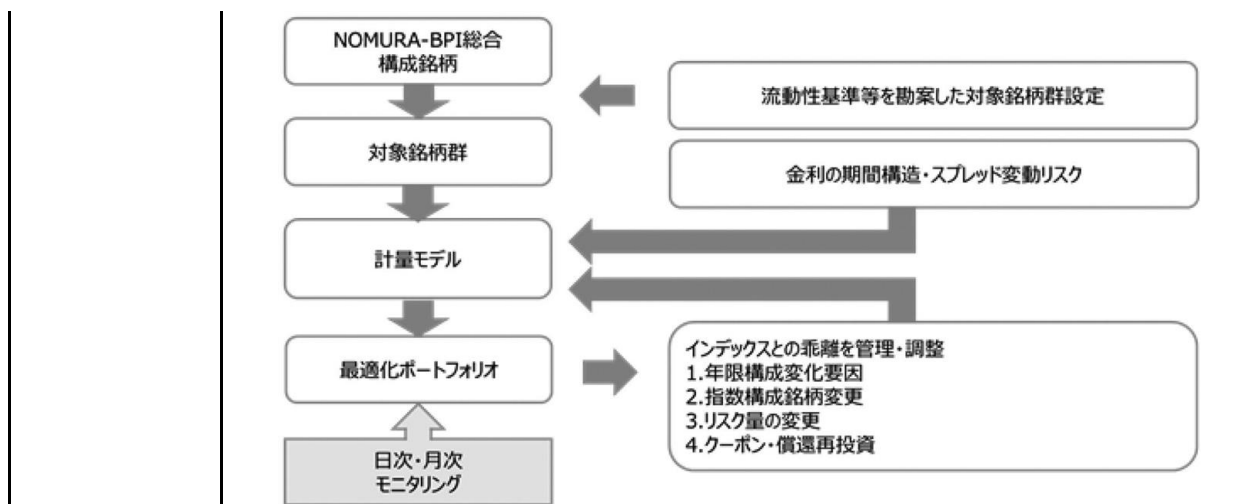 NOMURA-BPI総合
構成銘柄
流動性基準等を勘案した対象銘柄群設定
対象銘柄群
金利の期間構造・スプレッド変動リスク
計量モデル
最適化ポートフォリオ
インデックスとの乖離を管理・調整
1.年限構成変化要因
2.指数構成銘柄変更
3.リスク量の変更
4.クーポン・償還再投資
日次・月次
モニタリング